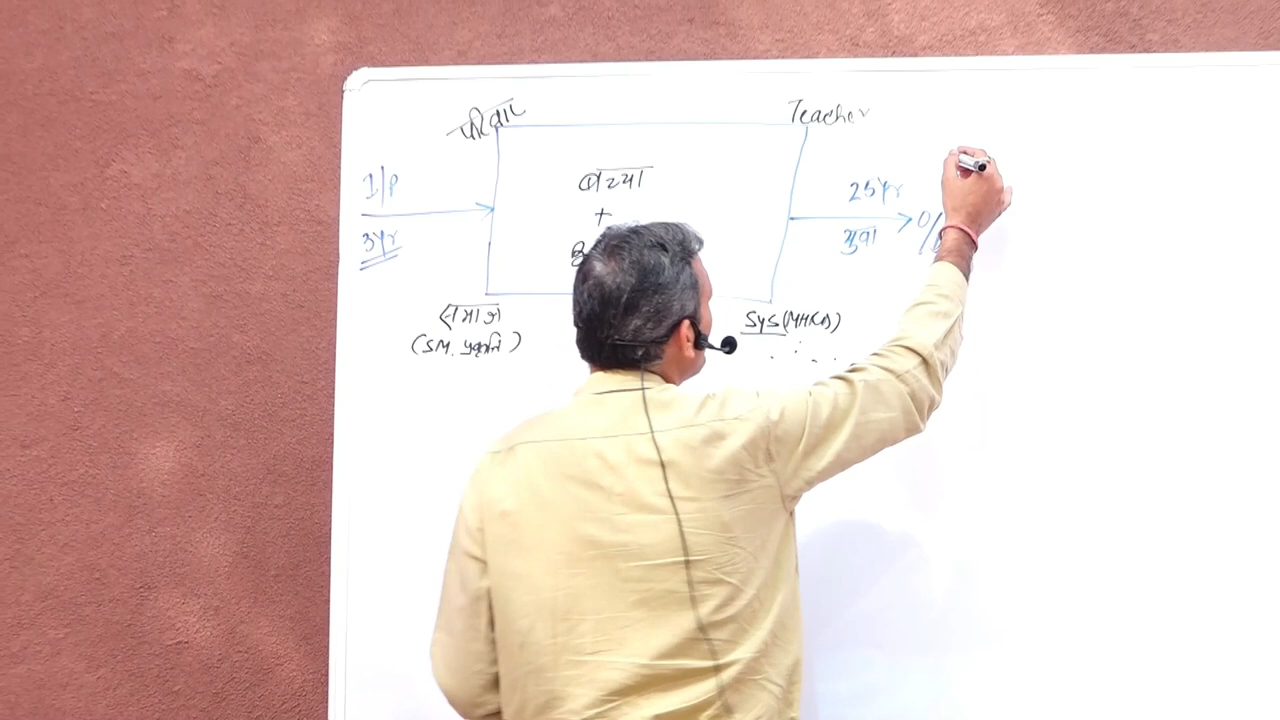 परिवार
Teacher
I/P
3yr
बच्चा
+
25yr
युवा
O/
समाज
(SM. प्रकृति)
Sys (MHRD)